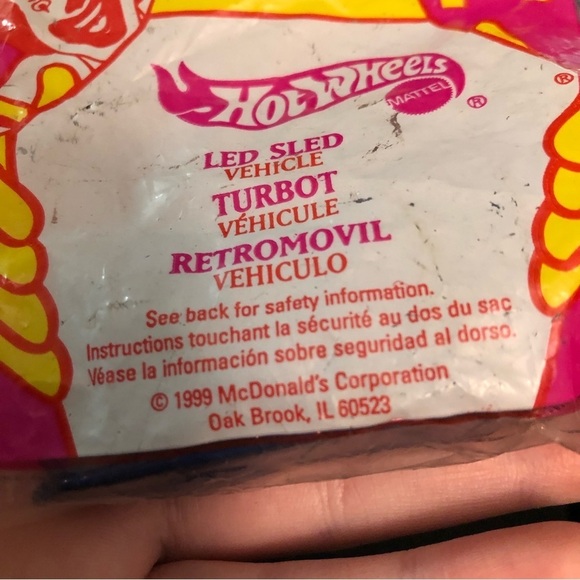 HOT WHEELS
MATTEL
®
®
LED SLED
VEHICLE
TURBOT
VÉHICULE
RETROMOVIL
VEHICULO
See back for safety information.
Instructions touchant la sécurité au dos du sac
Véase la información sobre seguridad al dorso.
© 1999 McDonald's Corporation
Oak Brook, IL 60523